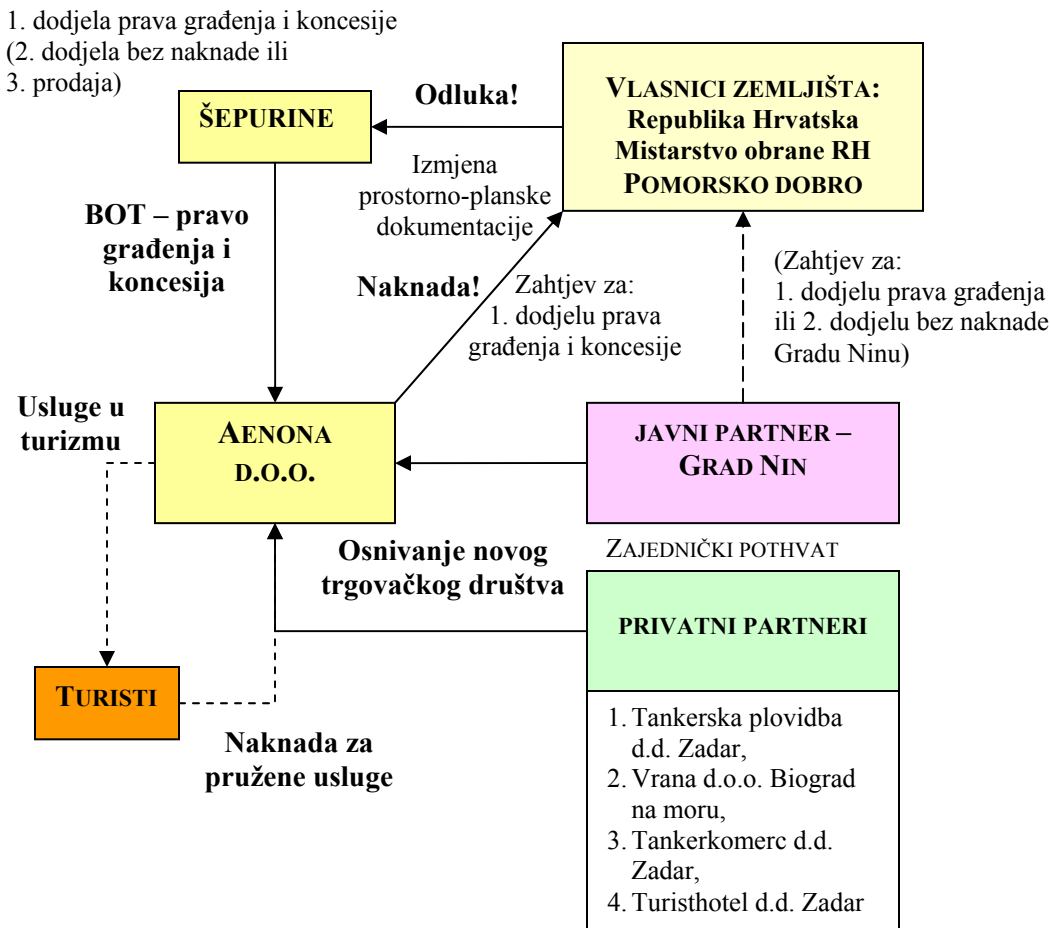 1. dodjela prava građenja i koncesije
(2. dodjela bez naknade ili
3. prodaja)
ŠEPURINE
Odluka!
VLASNICI ZEMLJIŠTA:
Republika Hrvatska
Mistarstvo obrane RH
POMORSKO DOBRO
Izmjena
prostorno-planske
dokumentacije
BOT – pravo
građenja i
koncesija
Naknada!
Zahtjev za:
1. dodjelu prava
građenja i koncesije
(Zahtjev za:
1. dodjelu prava građenja
ili 2. dodjelu bez naknade
Gradu Ninu)
Usluge u
turizmu
AENONA
D.O.O.
JAVNI PARTNER –
GRAD NIN
Osnivanje novog
trgovačkog društva
ZAJEDNIČKI POTHVAT
PRIVATNI PARTNERI
TURISTI
Naknada za
pružene usluge
1. Tankerska plovidba
d.d. Zadar,
2. Vrana d.o.o. Biograd
na moru,
3. Tankerkomerc d.d.
Zadar,
4. Turisthotel d.d. Zadar